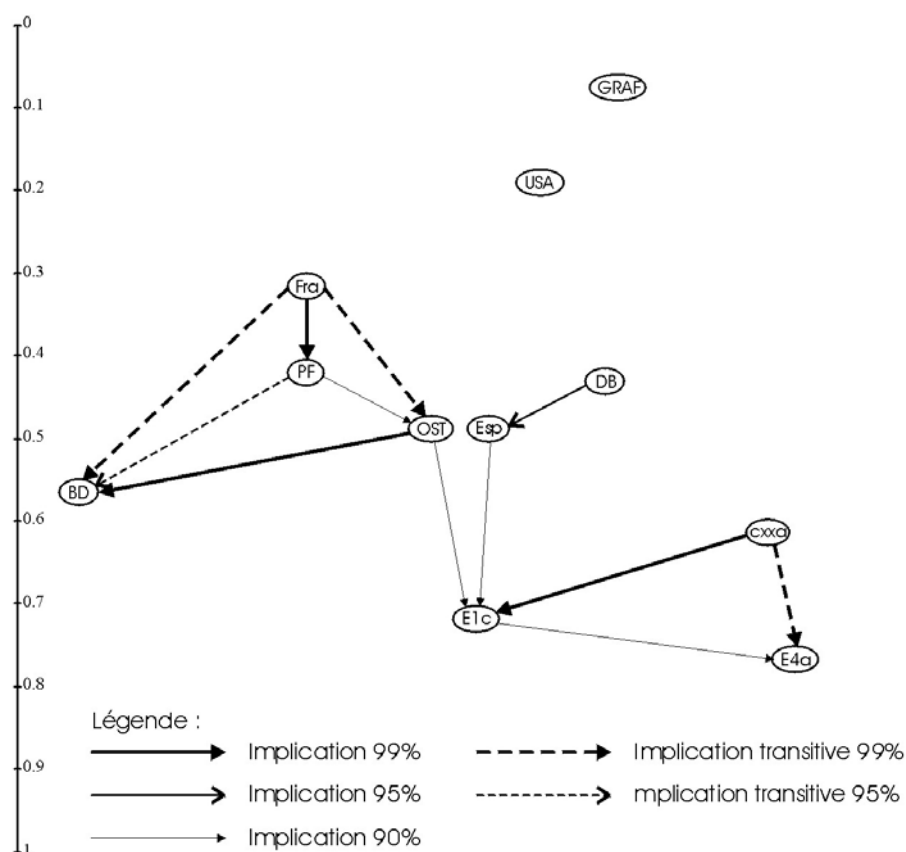 0
GRAF
0.1
USA
0.2
0.3
Fra
0.4
PF
DB
OST
Esp
0.5
BD
0.6
cxxa
0.7
E1c
E4a
0.8
Légende :
Implication 99%
Implication transitive 99%
0.9
Implication 95%
mplication transitive 95%
Implication 90%
1